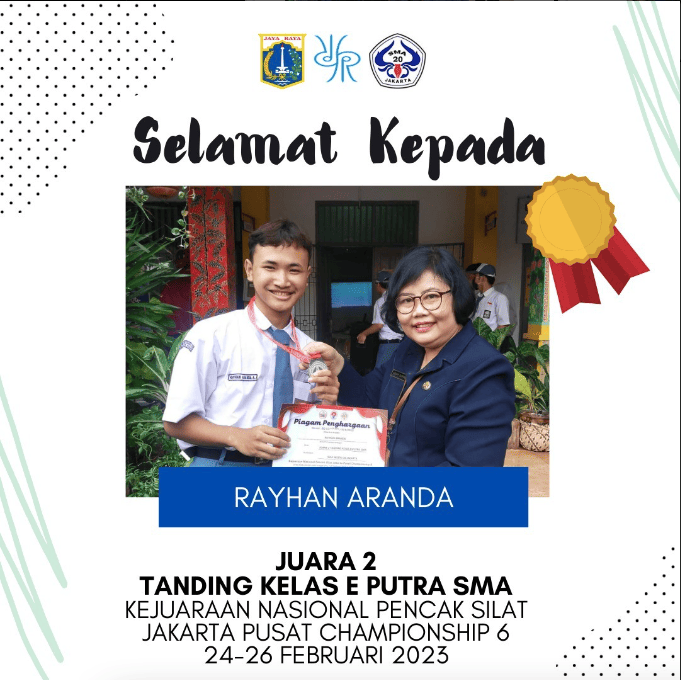 JAYA RAYA
SMA
20
JAKARTA
Selamat Kepada
Piagam Penghargaan
RAYHAN ARANDA
JUARA 2
TANDING KELAS E PUTRA SMA
KEJUARAAN NASIONAL PENCAK SILAT
JAKARTA PUSAT CHAMPIONSHIP 6
24-26 FEBRUARI 2023